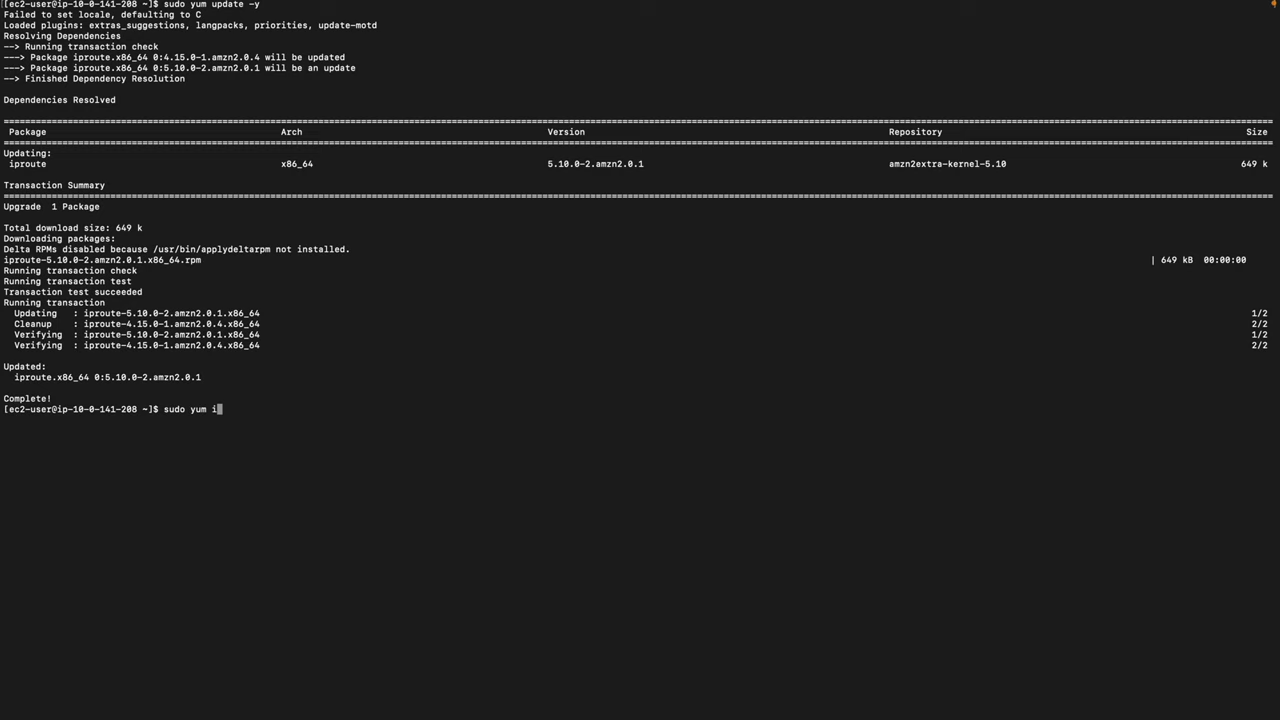 [ec2-user@ip-10-0-141-208 ~]$ sudo yum update -y
Failed to set locale, defaulting to C
Loaded plugins: extras_suggestions, langpacks, priorities, update-motd
Resolving Dependencies
--> Running transaction check
---> Package iproute.x86_64 0:4.15.0-1.amzn2.0.4 will be updated
---> Package iproute.x86_64 0:5.10.0-2.amzn2.0.1 will be an update
--> Finished Dependency Resolution
Dependencies Resolved
Package Arch Version Repository Size
Updating:
iproute x86_64 5.10.0-2.amzn2.0.1 amzn2extra-kernel-5.10 649 k
Transaction Summary
Upgrade 1 Package
Total download size: 649 k
Downloading packages:
Delta RPMs disabled because /usr/bin/applydeltarpm not installed.
iproute-5.10.0-2.amzn2.0.1.x86_64.rpm | 649 kB 00:00:00
Running transaction check
Running transaction test
Transaction test succeeded
Running transaction
Updating : iproute-5.10.0-2.amzn2.0.1.x86_64 1/2
Cleanup : iproute-4.15.0-1.amzn2.0.4.x86_64 2/2
Verifying : iproute-5.10.0-2.amzn2.0.1.x86_64 1/2
Verifying : iproute-4.15.0-1.amzn2.0.4.x86_64 2/2
Updated:
iproute.x86_64 0:5.10.0-2.amzn2.0.1
Complete!
[ec2-user@ip-10-0-141-208 ~]$ sudo yum i